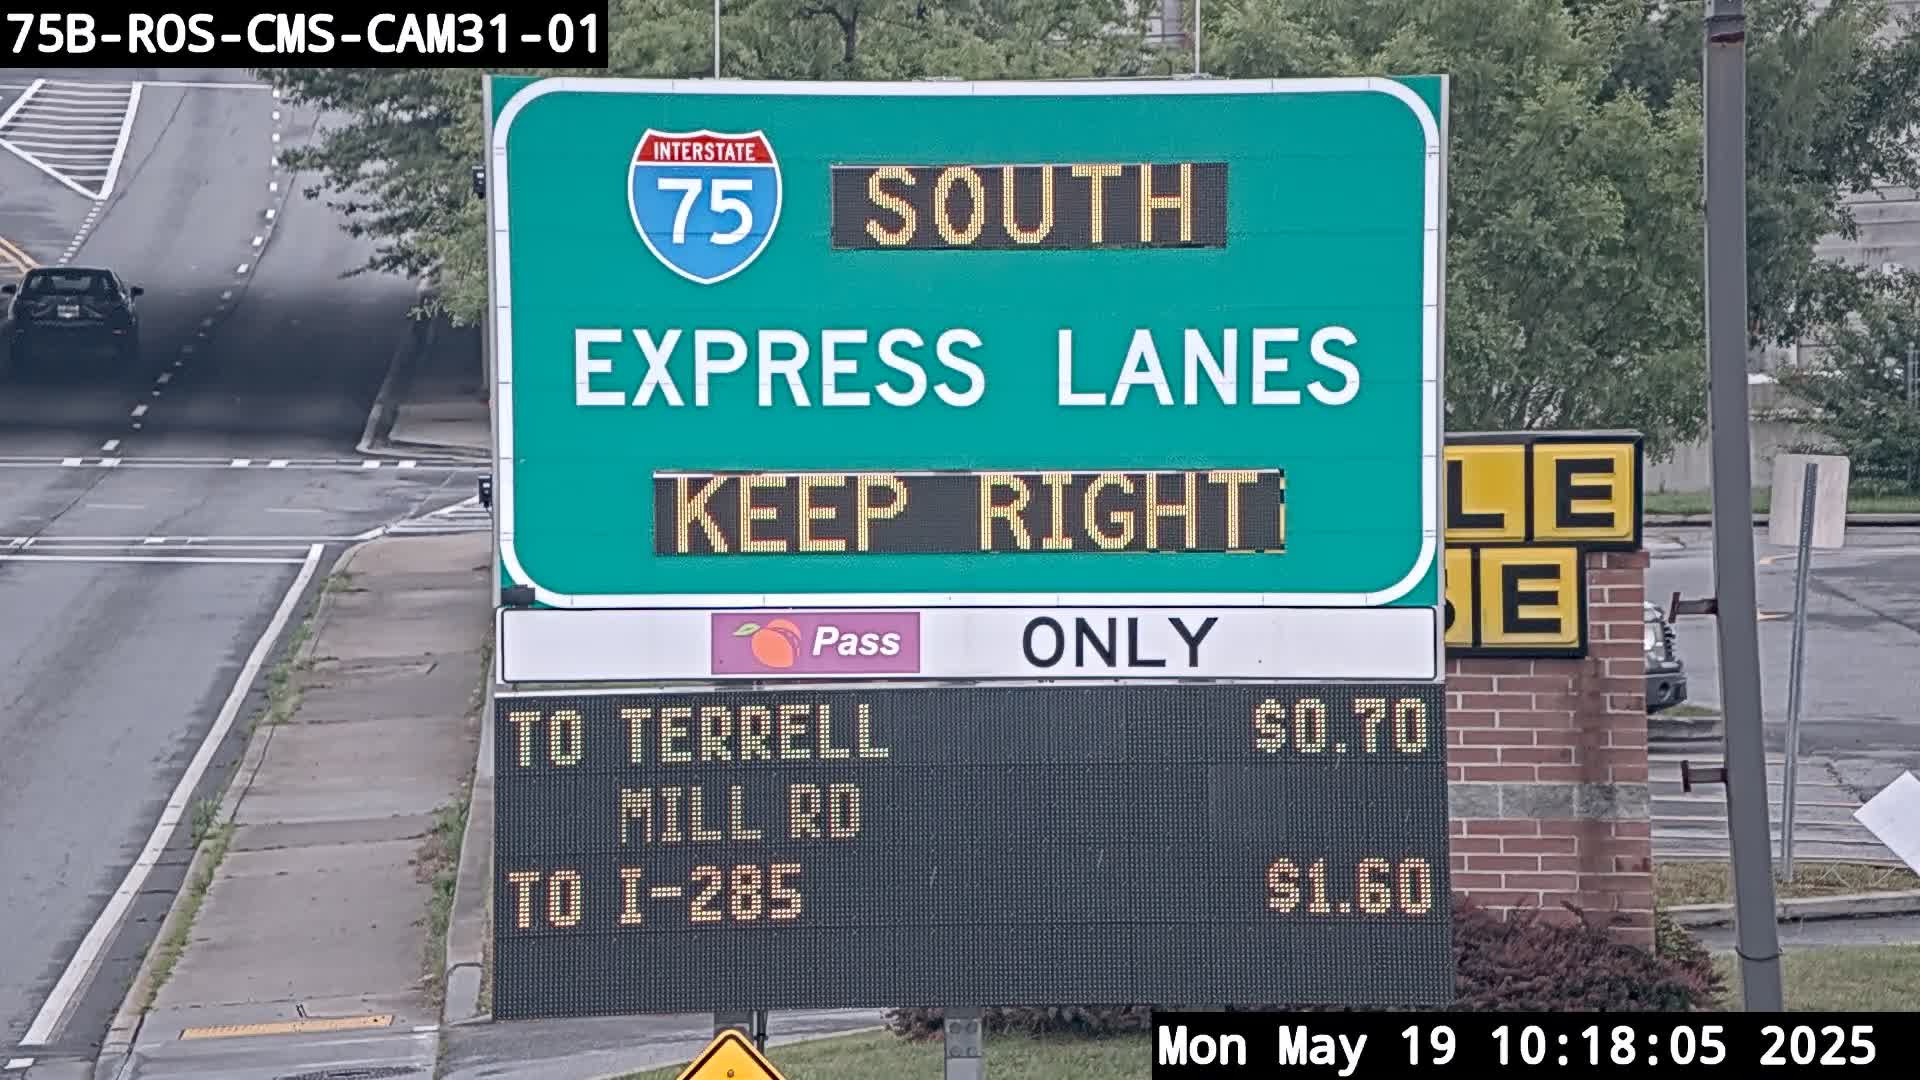 75B-ROS-CMS-CAM31-01
INTERSTATE
75
SOUTH
EXPRESS LANES
KEEP RIGHT
LE
E
Pass ONLY
TO TERRELL $0.70
MILL RD
TO I-285 $1.60
Mon May 19 10:18:05 2025